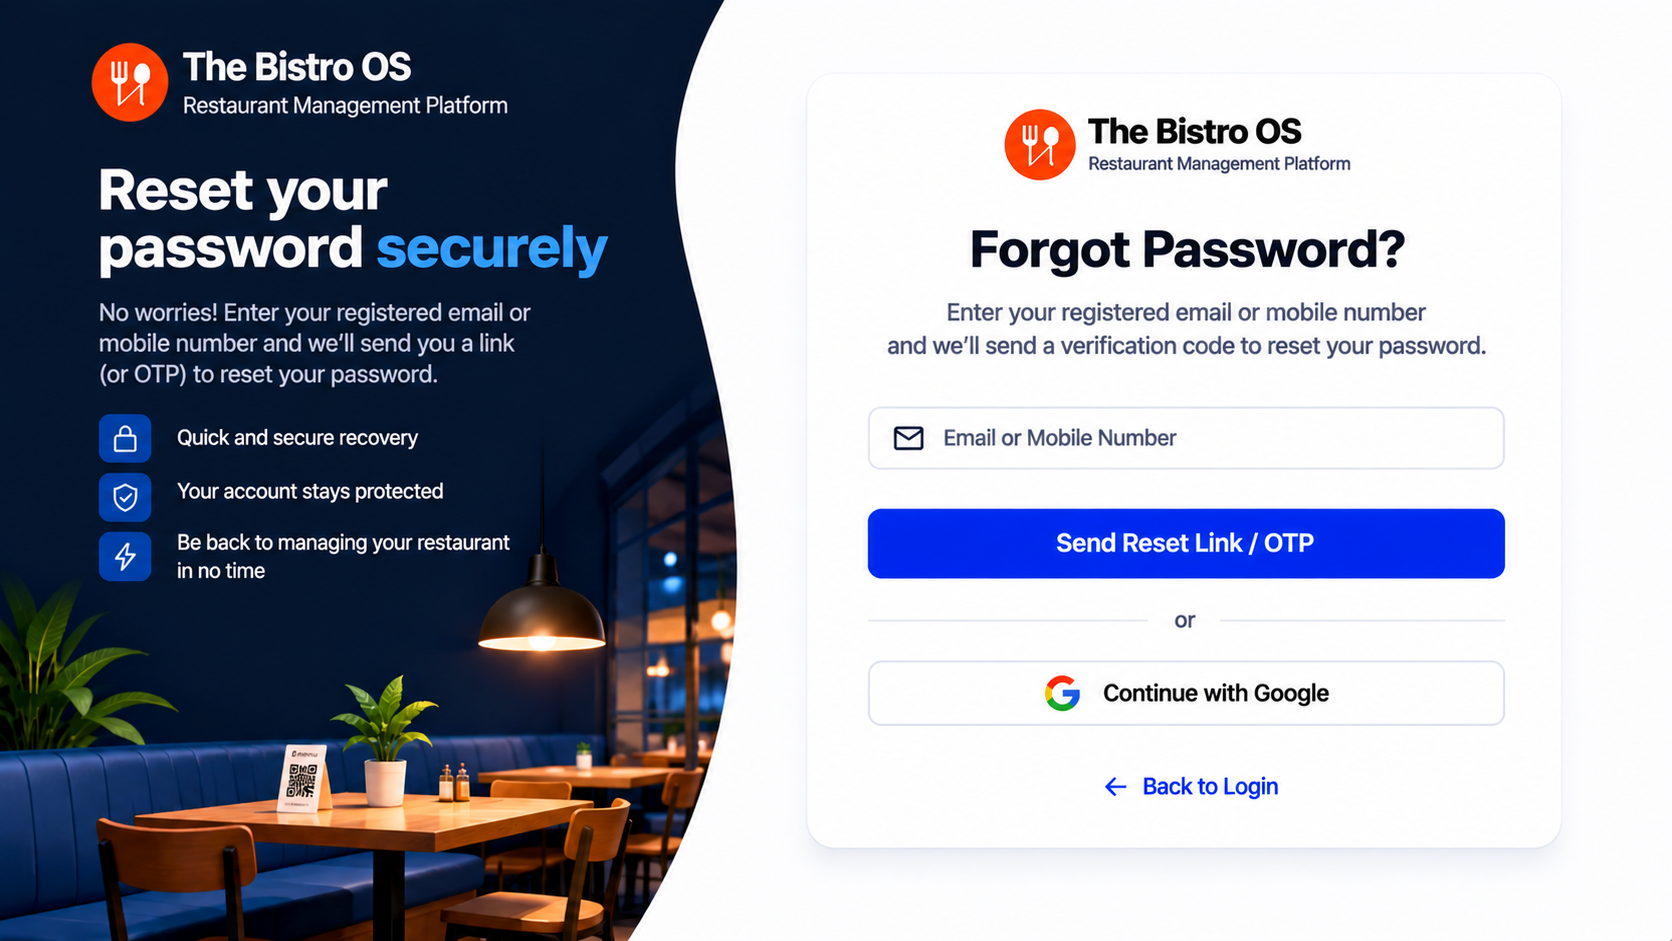 The Bistro OS
Restaurant Management Platform
Reset your
password securely
No worries! Enter your registered email or
mobile number and we’ll send you a link
(or OTP) to reset your password.
Quick and secure recovery
Your account stays protected
Be back to managing your restaurant
in no time
The Bistro OS
Restaurant Management Platform
Forgot Password?
Enter your registered email or mobile number
and we’ll send a verification code to reset your password.
Email or Mobile Number
Send Reset Link / OTP
or
Continue with Google
← Back to Login